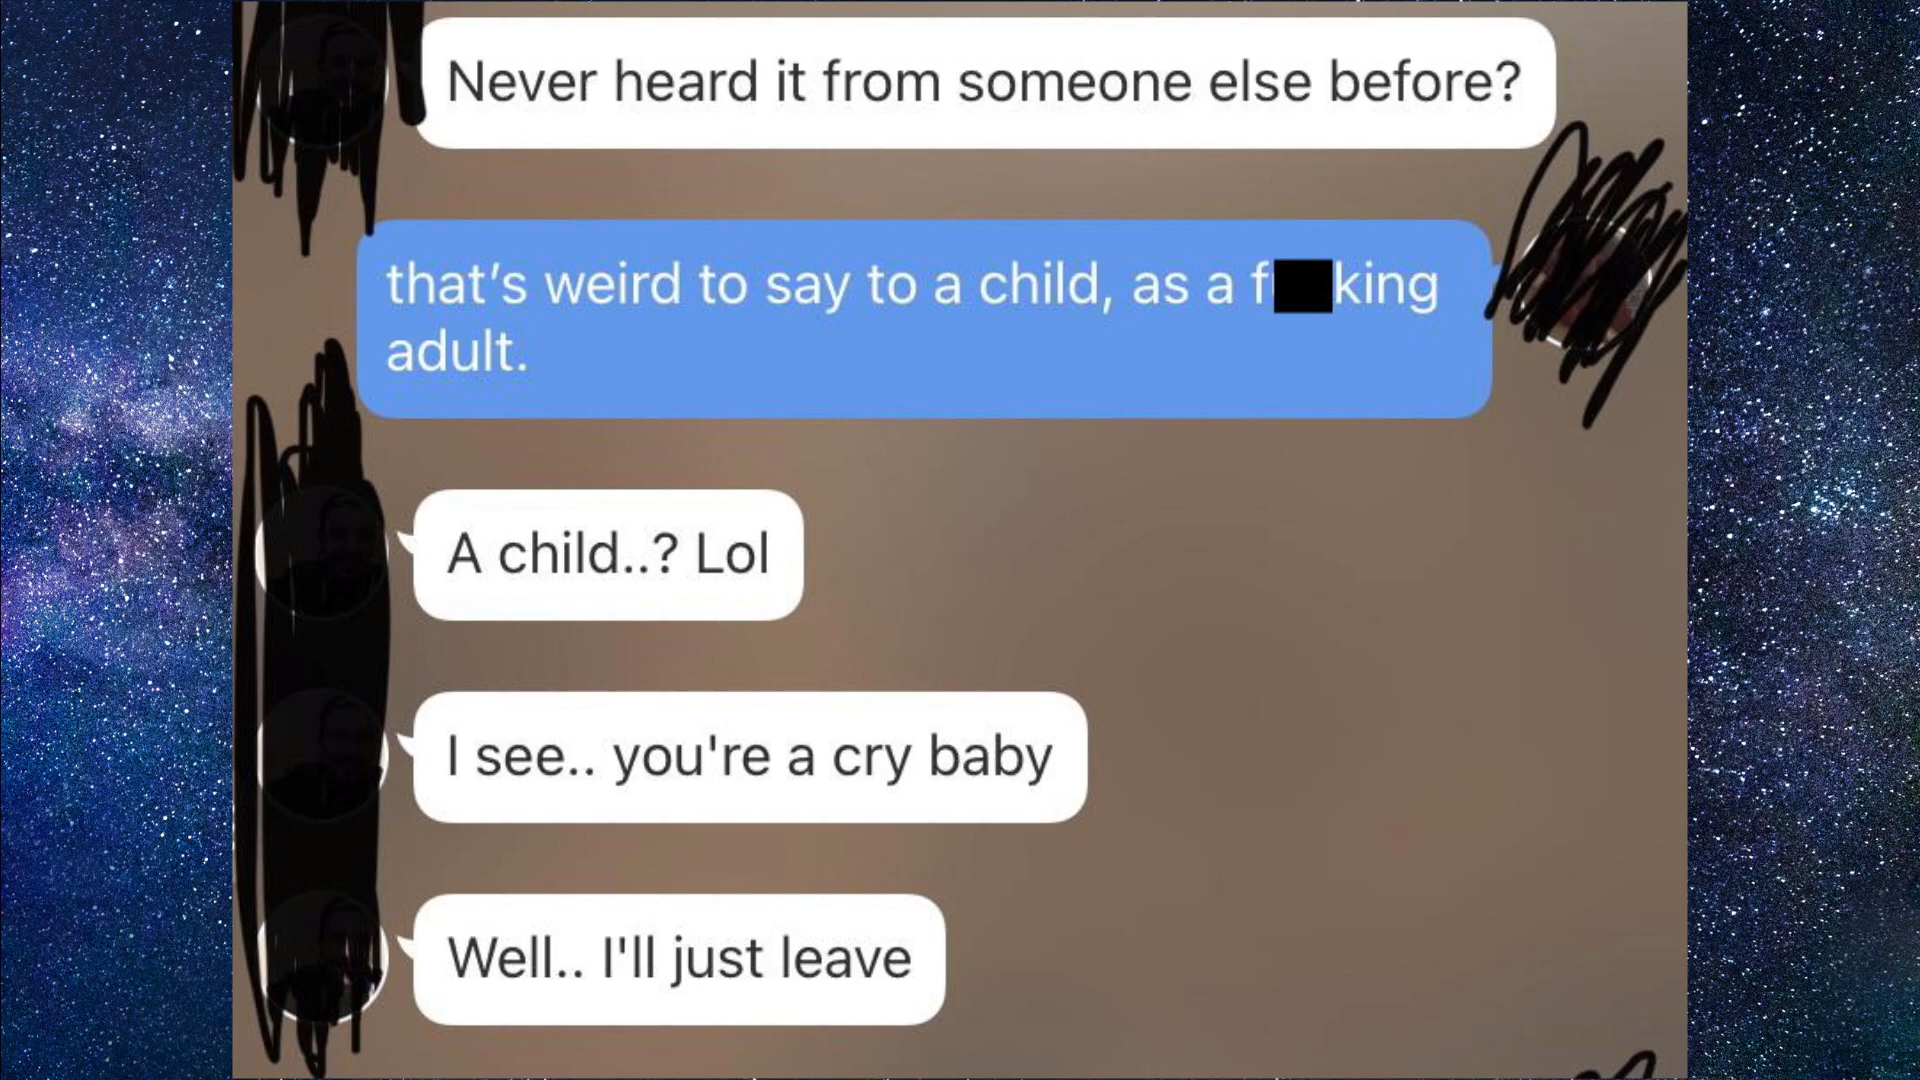 Never heard it from someone else before?
that’s weird to say to a child, as a f king
adult.
A child..? Lol
I see.. you're a cry baby
Well.. I'll just leave